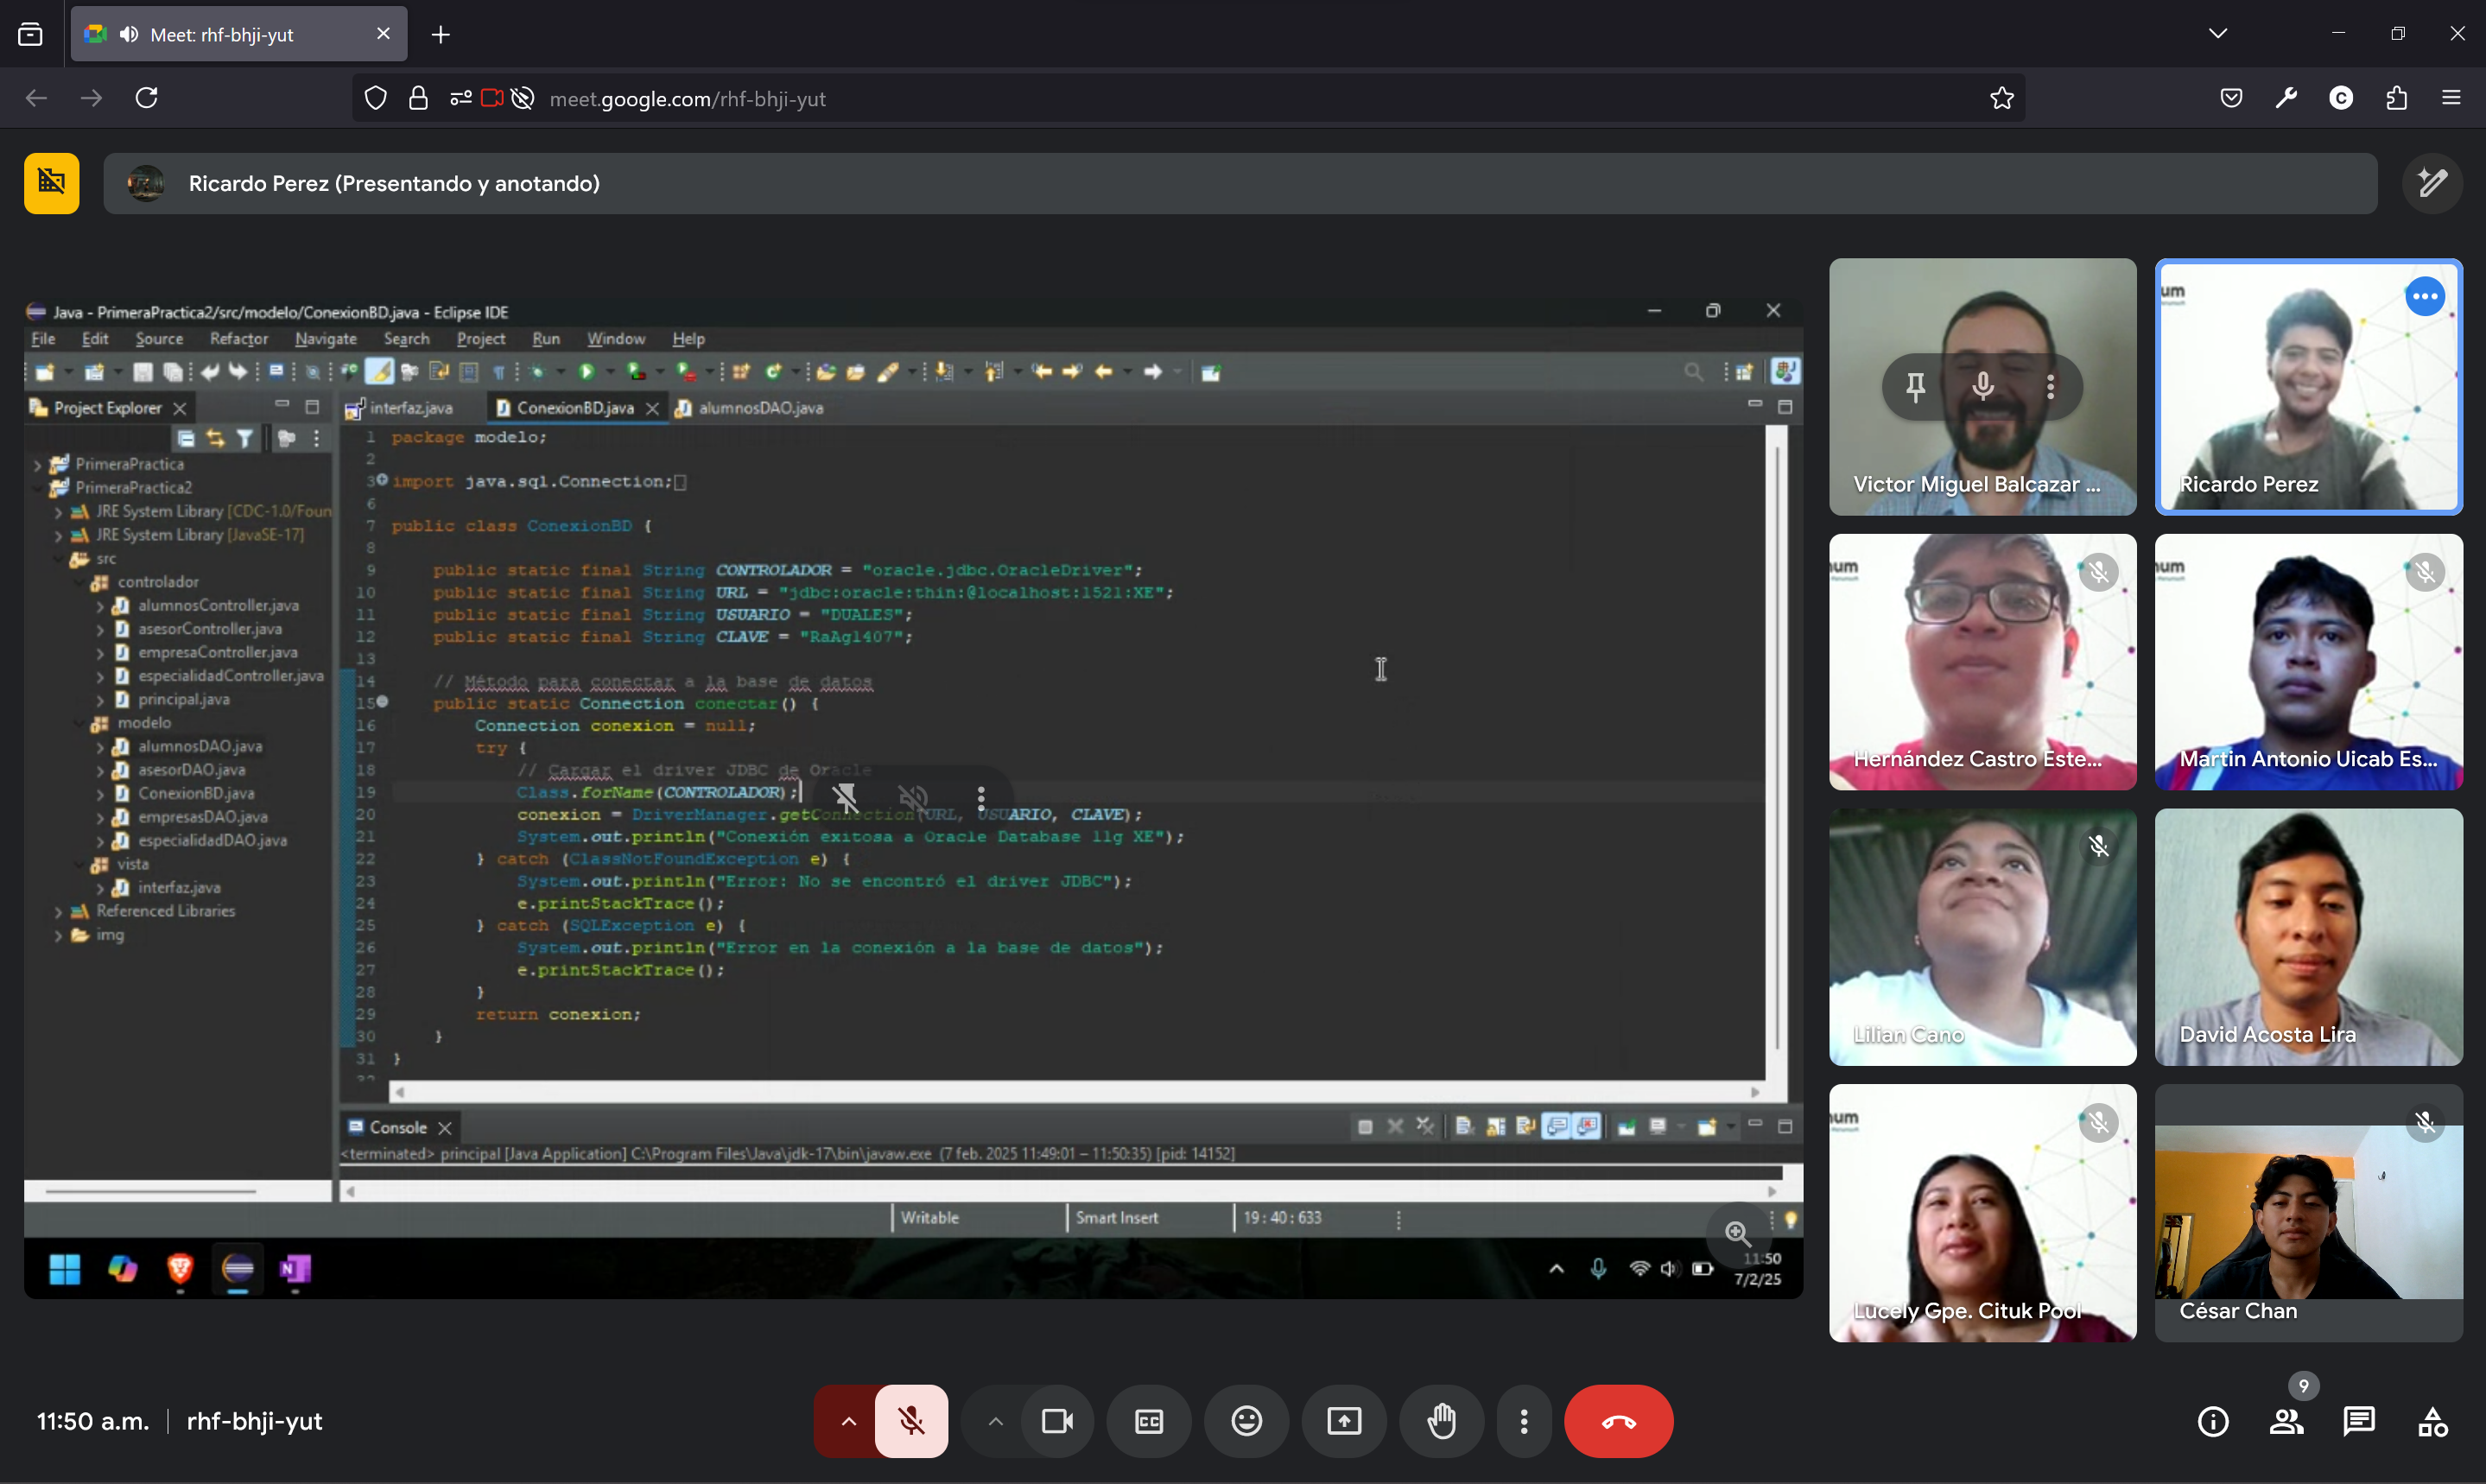 Meet: rhf-bhji-yut
meet.google.com/rhf-bhji-yut
Ricardo Perez (Presentando y anotando)
Java - PrimeraPractica2/src/modelo/ConexionBD.java - Eclipse IDE
File Edit Source Refactor Navigate Search Project Run Window Help
Project Explorer
interfaz.java ConexionBD.java alumnosDAO.java
PrimeraPractica
PrimeraPractica2
JRE System Library [CDC-1.0/Foun
JRE System Library [JavaSE-17]
src
controlador
alumnosController.java
asesorController.java
empresaController.java
especialidadController.java
principal.java
modelo
alumnosDAO.java
asesorDAO.java
ConexionBD.java
empresasDAO.java
especialidadDAO.java
vista
interfaz.java
Referenced Libraries
img
1 package modelo;
2
3 import java.sql.Connection;
6
7 public class ConexionBD {
8
9 public static final String CONTROLADOR = "oracle.jdbc.OracleDriver";
10 public static final String URL = "jdbc:oracle:thin:@localhost:1521:XE";
11 public static final String USUARIO = "DUALES";
12 public static final String CLAVE = "RaAgl407";
13
14 // Método para conectar a la base de datos
15 public static Connection conectar() {
16 Connection conexion = null;
17 try {
18 // Cargar el driver JDBC de Oracle
19 Class.forName(CONTROLADOR);
20 conexion = DriverManager.getConnection(URL, USUARIO, CLAVE);
21 System.out.println("Conexión exitosa a Oracle Database 11g XE");
22 } catch (ClassNotFoundException e) {
23 System.out.println("Error: No se encontró el driver JDBC");
24 e.printStackTrace();
25 } catch (SQLException e) {
26 System.out.println("Error en la conexión a la base de datos");
27 e.printStackTrace();
28 }
29 return conexion;
30 }
31 }
Console
<terminated> principal [Java Application] C:\Program Files\Java\jdk-17\bin\javaw.exe (7 feb. 2025 11:49:01 – 11:50:35) [pid: 14152]
Writable Smart Insert 19 : 40 : 633
11:50
7/2/25
Victor Miguel Balcazar ...
um
Ricardo Perez
um
Hernández Castro Este...
um
Martin Antonio Uicab Es...
Lilian Cano
David Acosta Lira
um
Lucely Gpe. Cituk Pool
César Chan
11:50 a.m. rhf-bhji-yut
CC
9